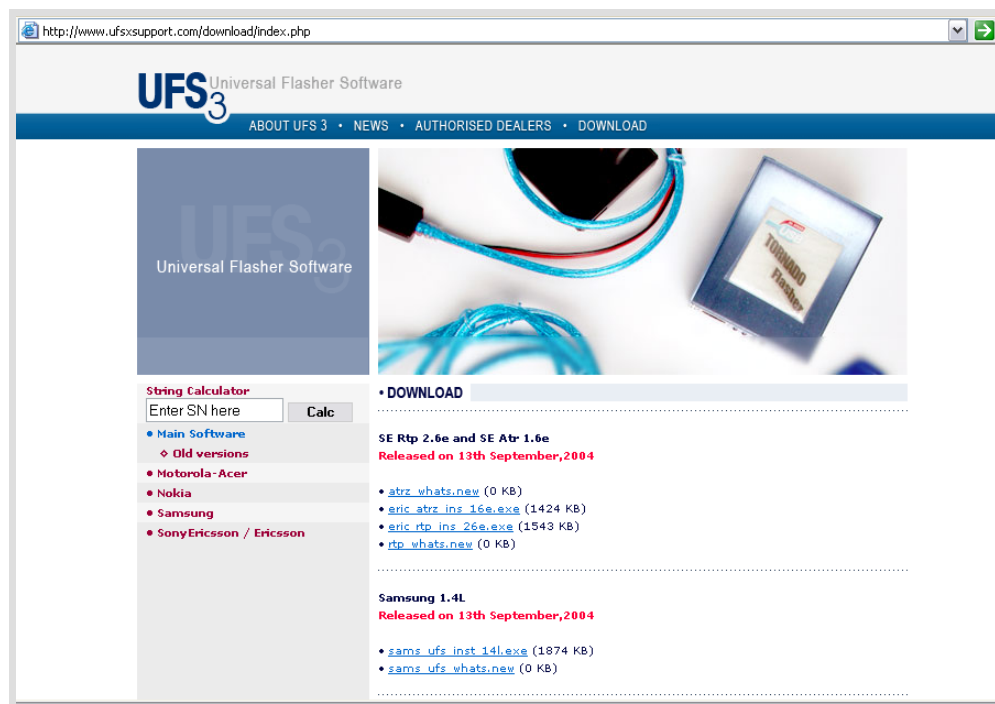 http://www.ufsxsupport.com/download/index.php
UFS3 Universal Flasher Software
ABOUT UFS 3 • NEWS • AUTHORISED DEALERS • DOWNLOAD
UFS3
Universal Flasher Software
TORNADO
Flasher
String Calculator
Enter SN here Calc
• Main Software
◇ Old versions
• Motorola-Acer
• Nokia
• Samsung
• SonyEricsson / Ericsson
• DOWNLOAD
SE Rtp 2.6e and SE Atr 1.6e
Released on 13th September,2004
• atrz_whats.new (0 KB)
• eric_atrz_ins_16e.exe (1424 KB)
• eric_rtp_ins_26e.exe (1543 KB)
• rtp_whats.new (0 KB)
Samsung 1.4L
Released on 13th September,2004
• sams_ufs_inst_14l.exe (1874 KB)
• sams_ufs_whats.new (0 KB)